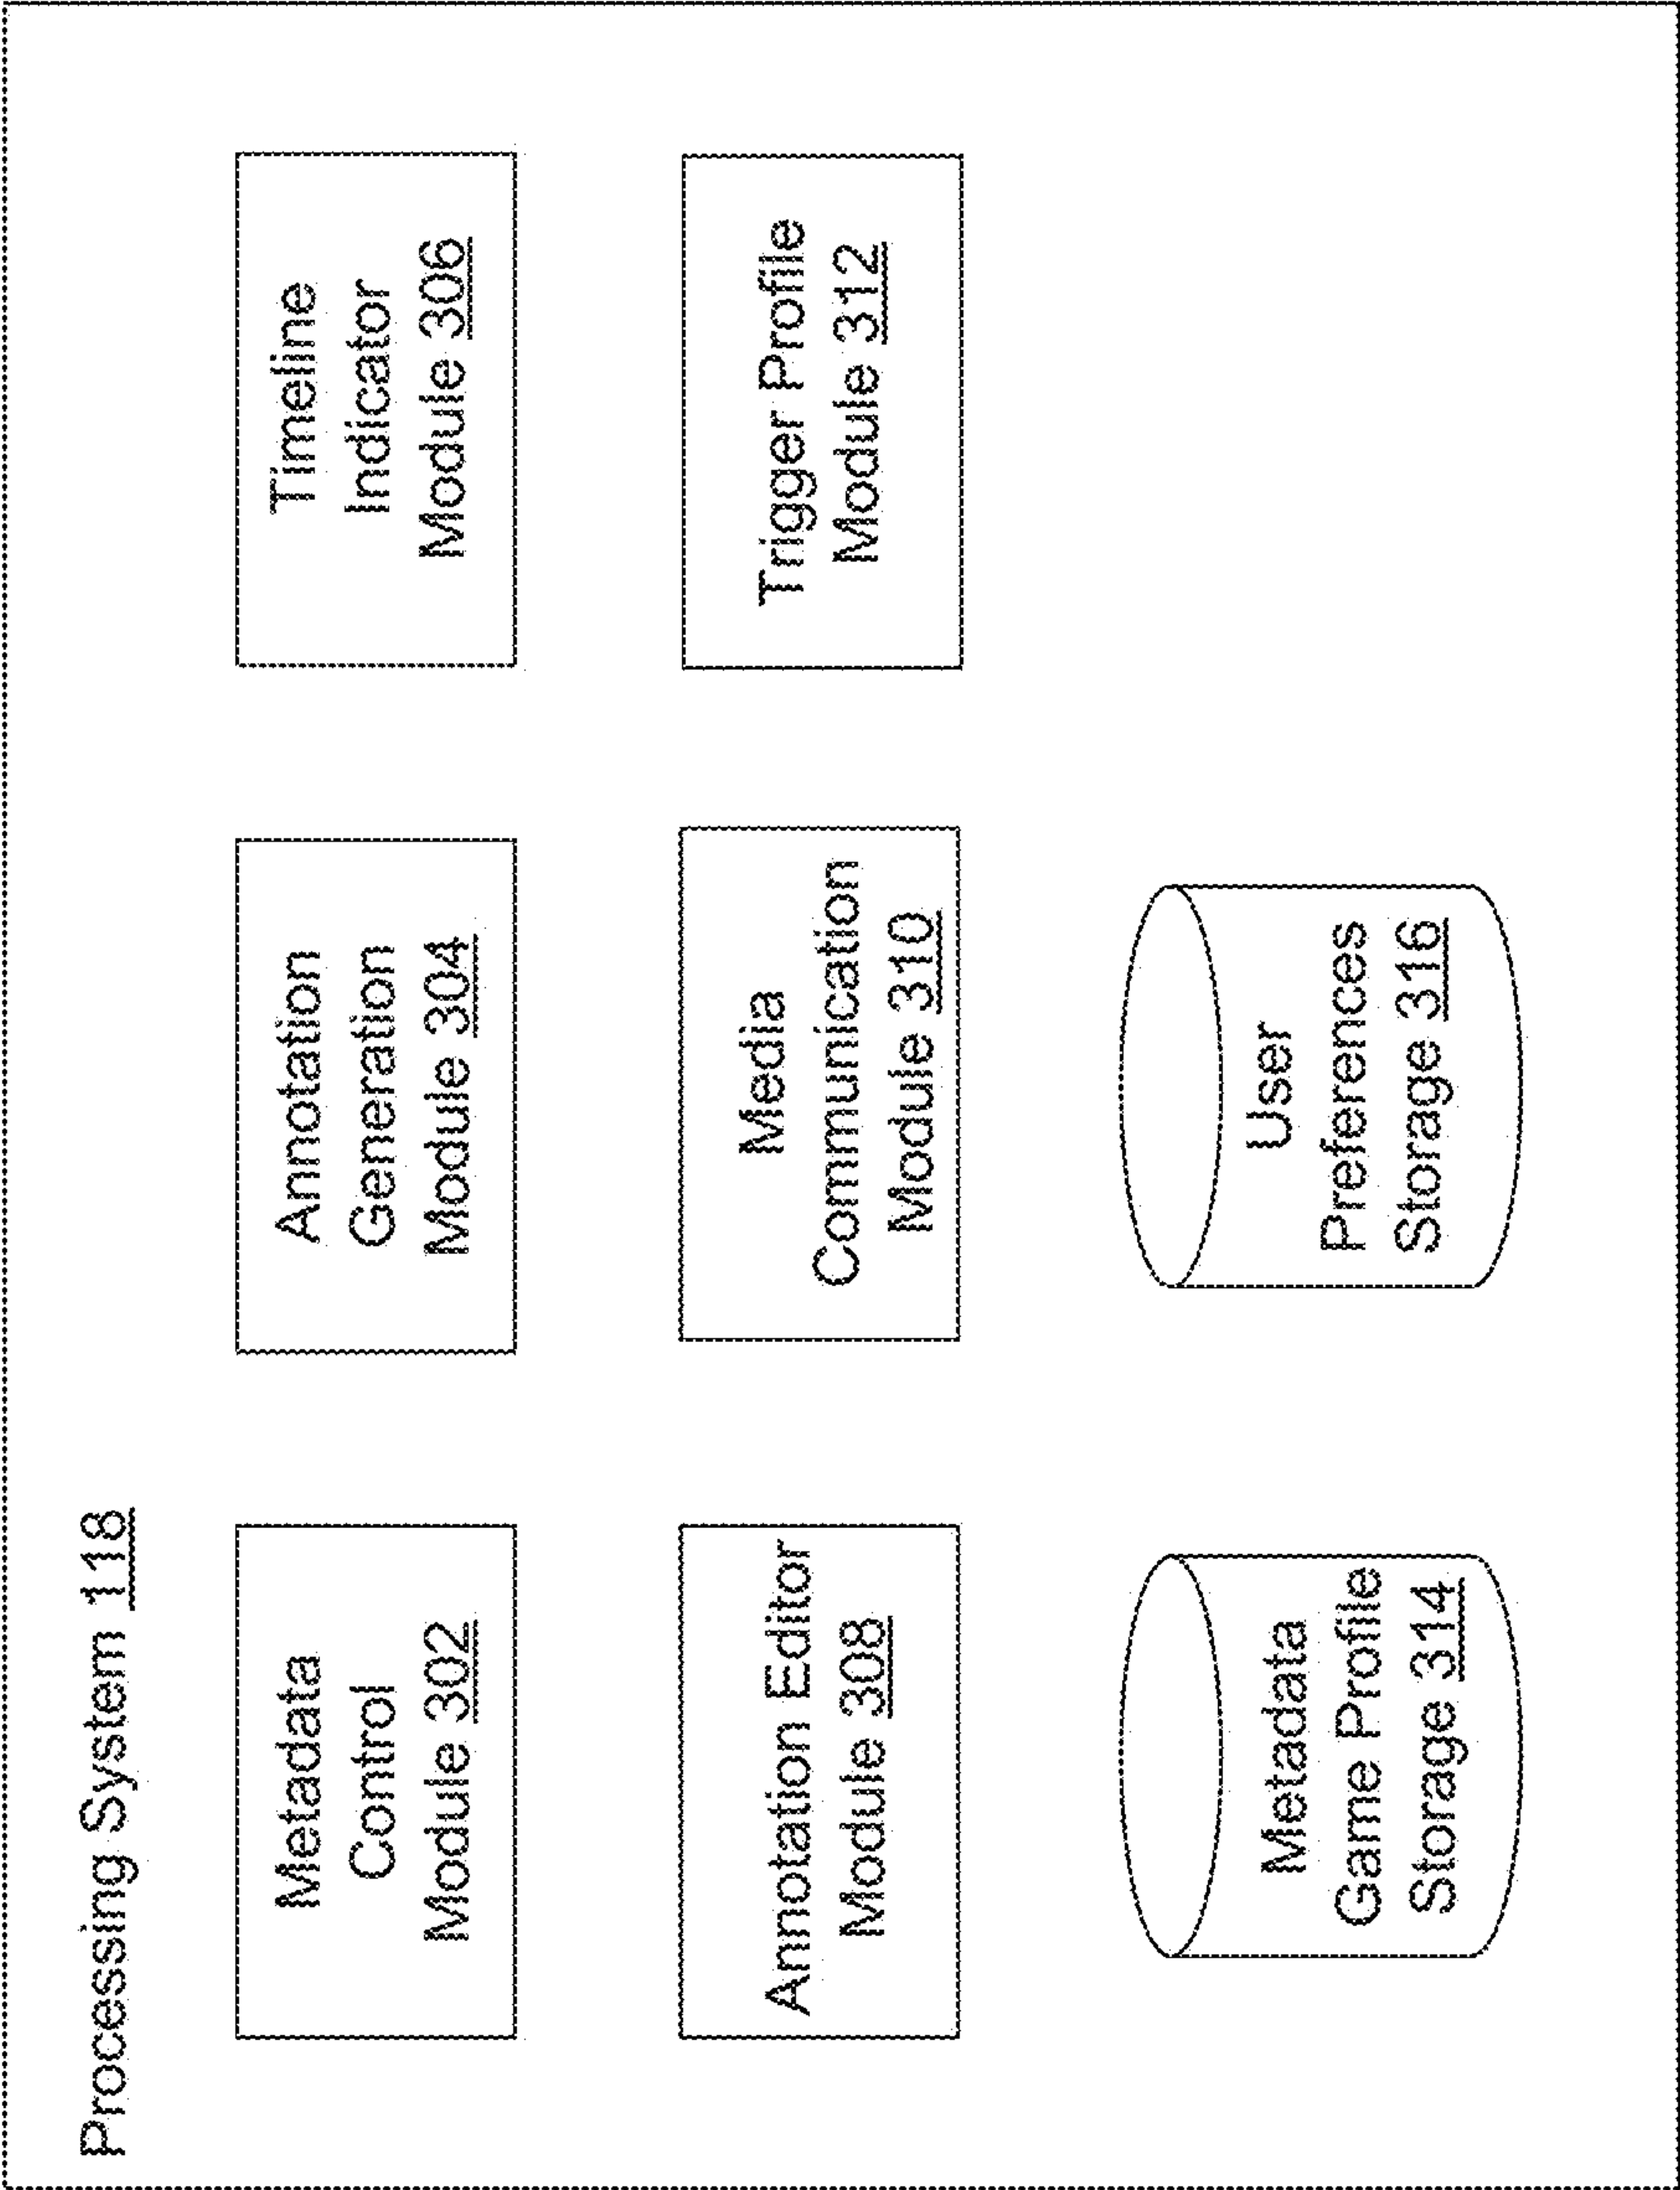 Processing System 118
Metadata
Control
Module 302
Annotation
Generation
Module 304
Timeline
Indicator
Module 306
Annotation Editor
Module 308
Media
Communication
Module 310
Trigger Profile
Module 312
Metadata
Game Profile
Storage 314
User
Preferences
Storage 316